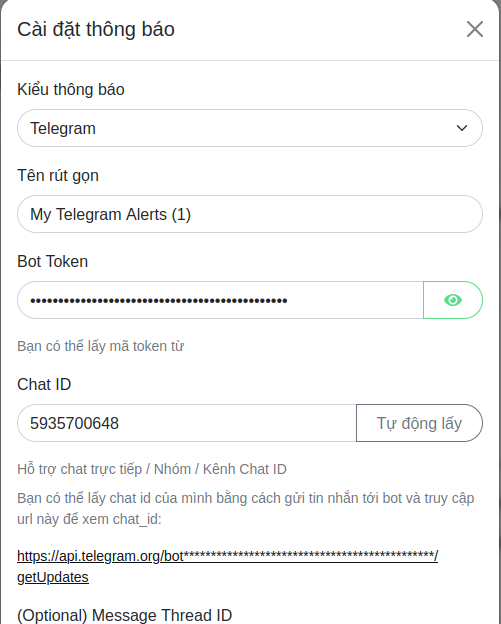 Cài đặt thông báo
Kiểu thông báo
Telegram
Tên rút gọn
My Telegram Alerts (1)
Bot Token
••••••••••••••••••••••••••••••••••••••••••••••
Bạn có thể lấy mã token từ
Chat ID
5935700648
Tự động lấy
Hỗ trợ chat trực tiếp / Nhóm / Kênh Chat ID
Bạn có thể lấy chat id của mình bằng cách gửi tin nhắn tới bot và truy cập
url này để xem chat_id:
https://api.telegram.org/bot**********************************************/
getUpdates
(Optional) Message Thread ID